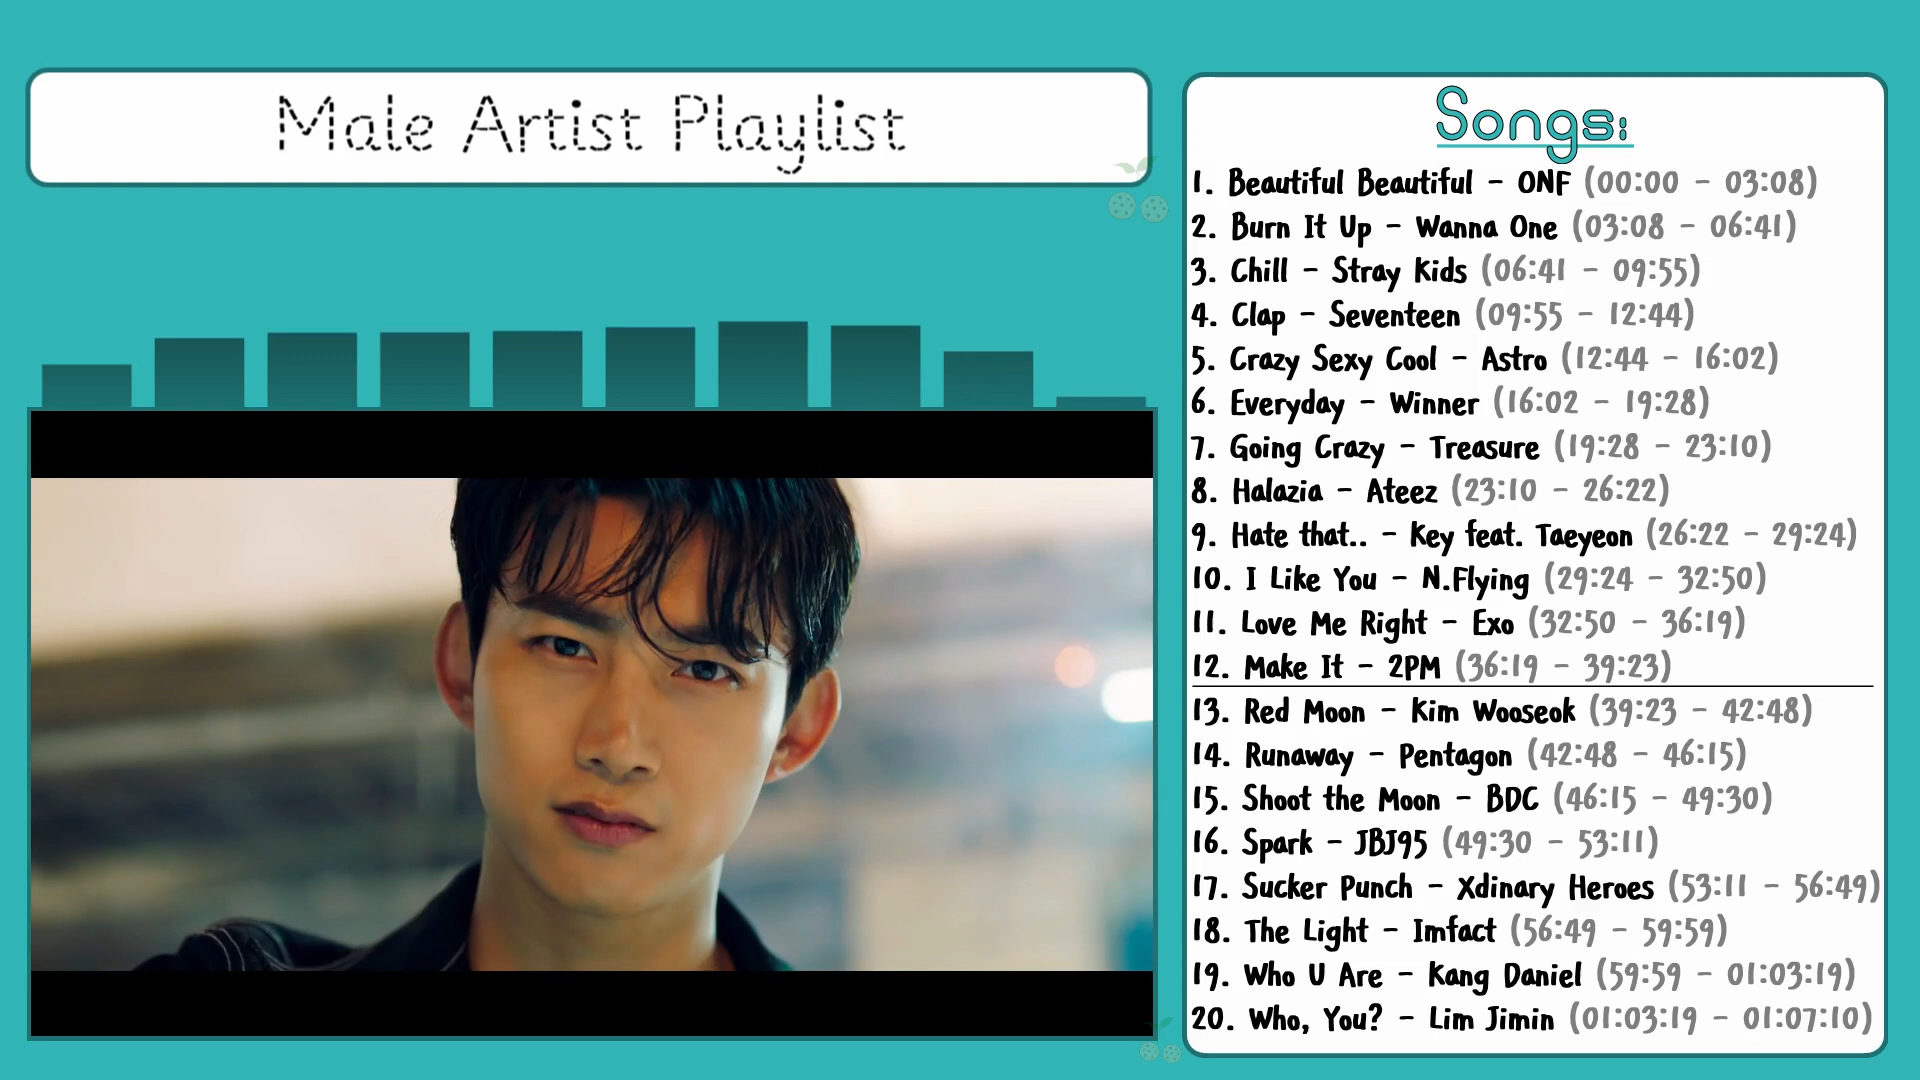 Male Artist Playlist
Songs:
1. Beautiful Beautiful - ONF (00:00 - 03:08)
2. Burn It Up - Wanna One (03:08 - 06:41)
3. Chill - Stray Kids (06:41 - 09:55)
4. Clap - Seventeen (09:55 - 12:44)
5. Crazy Sexy Cool - Astro (12:44 - 16:02)
6. Everyday - Winner (16:02 - 19:28)
7. Going Crazy - Treasure (19:28 - 23:10)
8. Halazia - Ateez (23:10 - 26:22)
9. Hate that.. - Key feat. Taeyeon (26:22 - 29:24)
10. I Like You - N.Flying (29:24 - 32:50)
11. Love Me Right - Exo (32:50 - 36:19)
12. Make It - 2PM (36:19 - 39:23)
13. Red Moon - Kim Wooseok (39:23 - 42:48)
14. Runaway - Pentagon (42:48 - 46:15)
15. Shoot the Moon - BDC (46:15 - 49:30)
16. Spark - JBJ95 (49:30 - 53:11)
17. Sucker Punch - Xdinary Heroes (53:11 - 56:49)
18. The Light - Imfact (56:49 - 59:59)
19. Who U Are - Kang Daniel (59:59 - 01:03:19)
20. Who, You? - Lim Jimin (01:03:19 - 01:07:10)